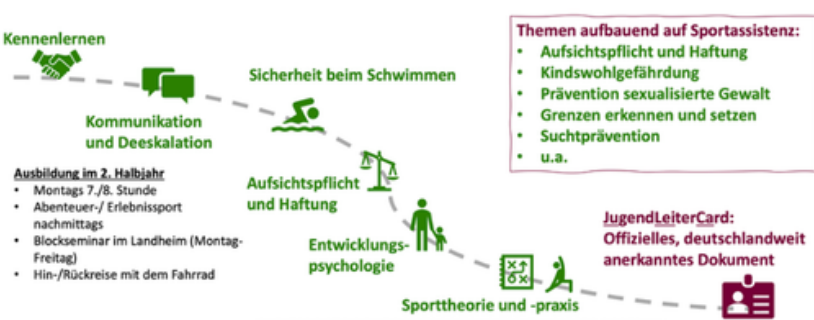 Kennenlernen
Kommunikation
und Deeskalation
Sicherheit beim Schwimmen
Aufsichtspflicht
und Haftung
Entwicklungs-
psychologie
Sporttheorie und -praxis
Ausbildung im 2. Halbjahr
• Montags 7./8. Stunde
• Abenteuer-/ Erlebnissport
nachmittags
• Blockseminar im Landheim (Montag-
Freitag)
• Hin-/Rückreise mit dem Fahrrad
Themen aufbauend auf Sportassistenz:
• Aufsichtspflicht und Haftung
• Kindswohlgefährdung
• Prävention sexualisierte Gewalt
• Grenzen erkennen und setzen
• Suchtprävention
• u.a.
JugendLeiterCard:
Offizielles, deutschlandweit
anerkanntes Dokument